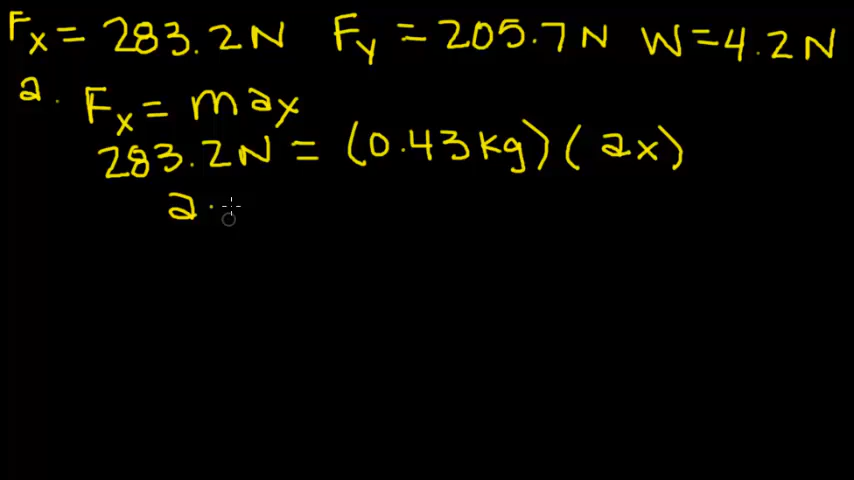 Fx = 283.2N Fy = 205.7N W = 4.2N
a. Fx = max
283.2N = (0.43kg)(ax)
a